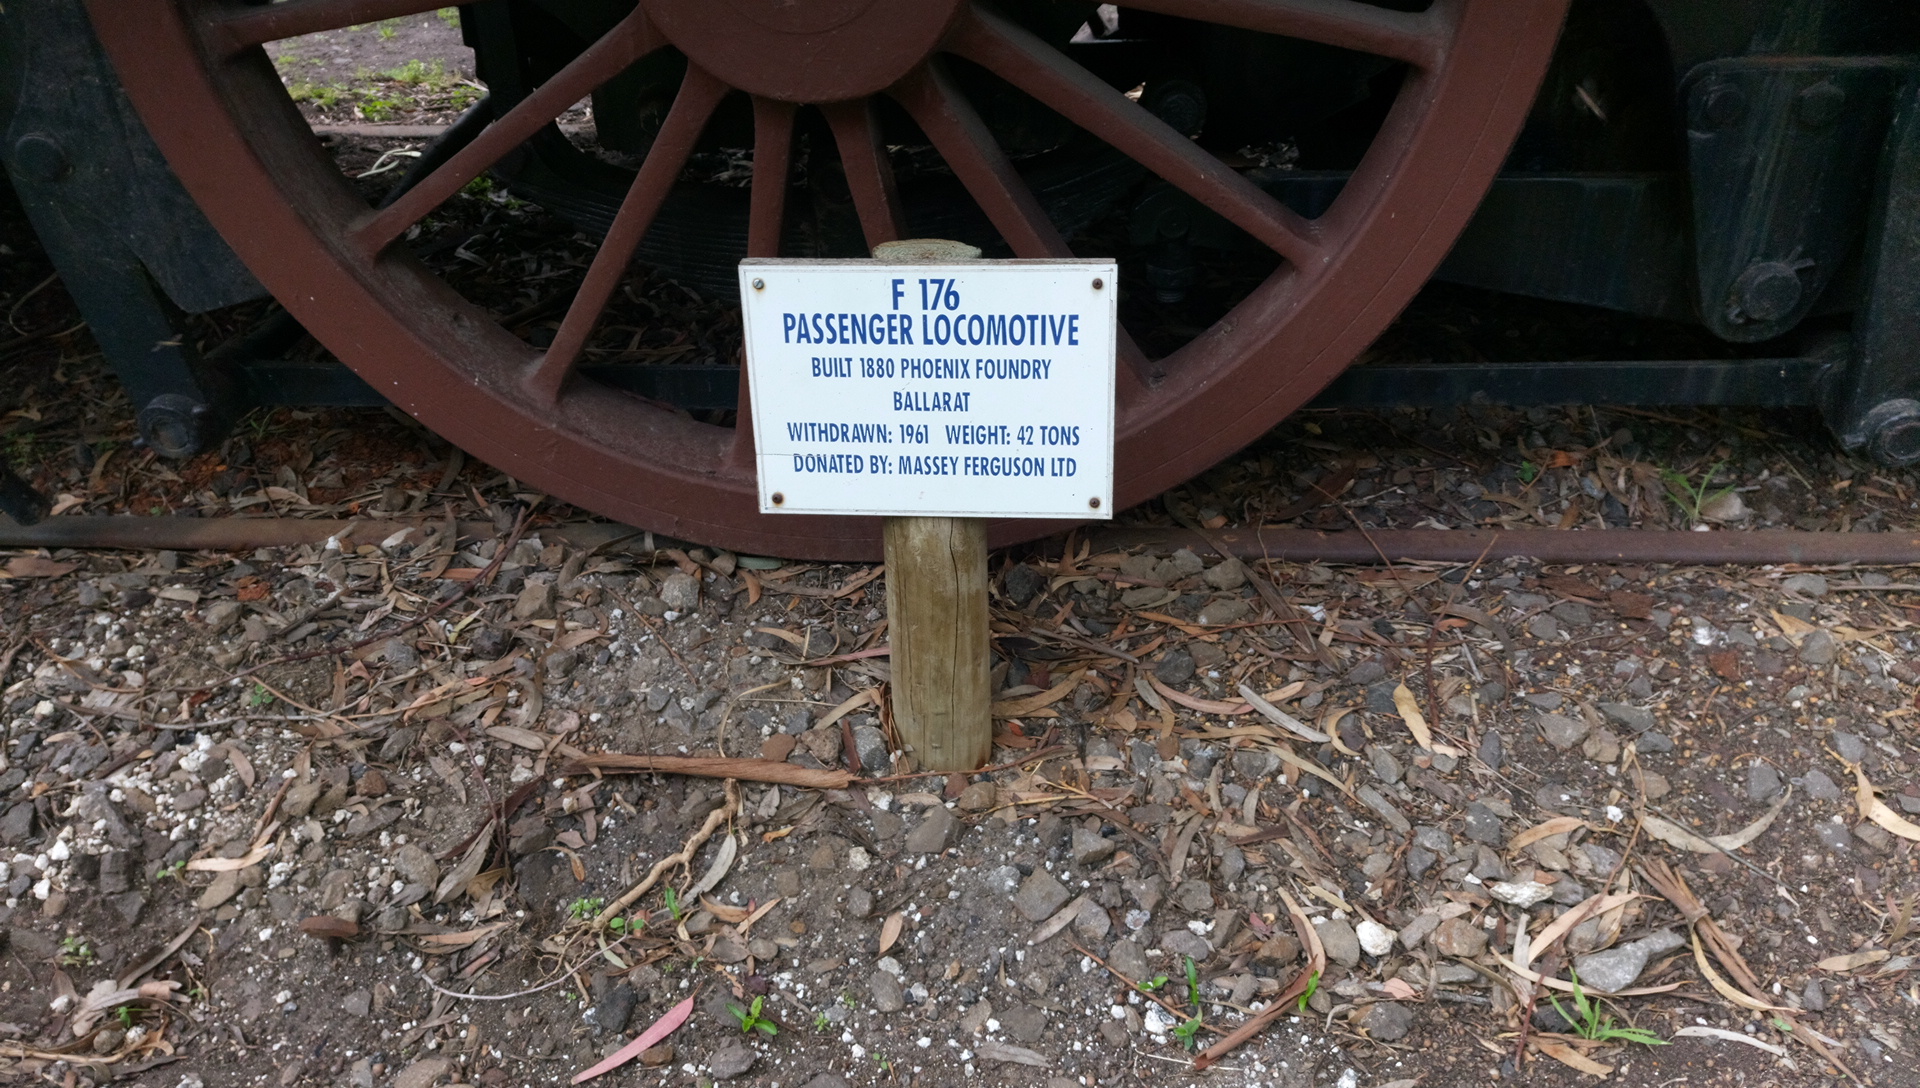 F 176
PASSENGER LOCOMOTIVE
BUILT 1880 PHOENIX FOUNDRY
BALLARAT
WITHDRAWN: 1961 WEIGHT: 42 TONS
DONATED BY: MASSEY FERGUSON LTD